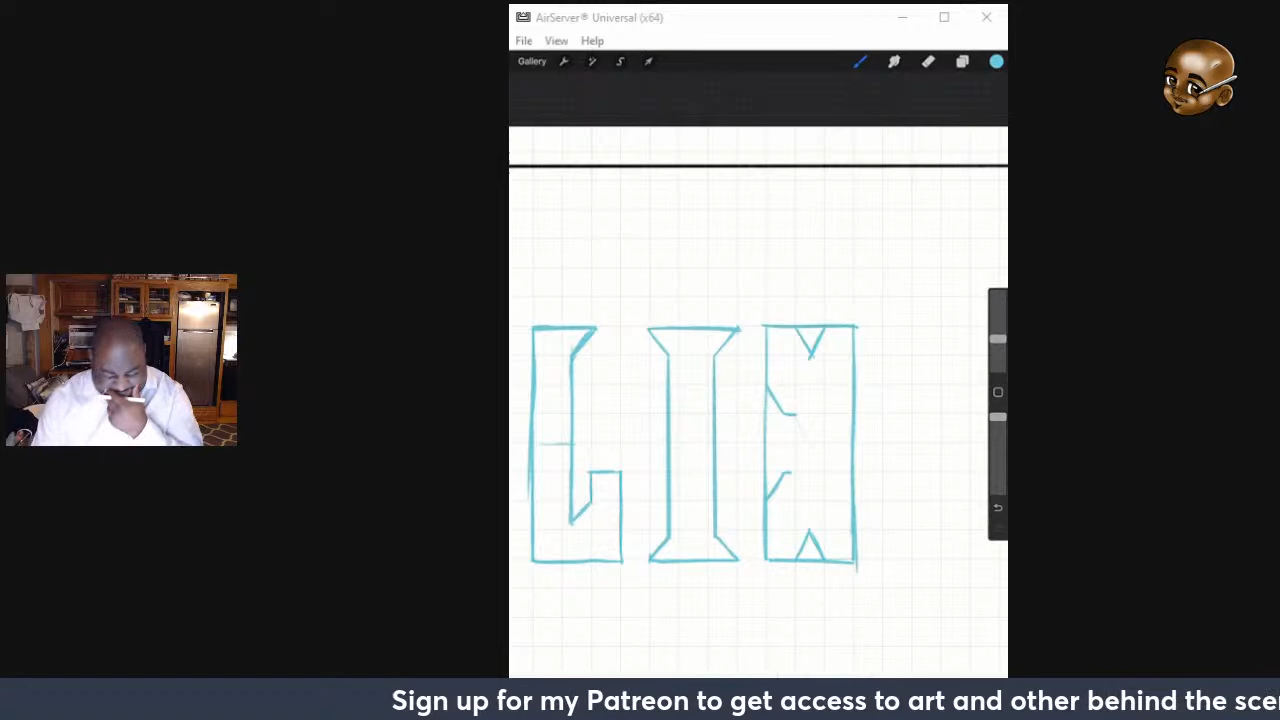 AirServer® Universal (x64)
File View Help
Gallery
L I
Sign up for my Patreon to get access to art and other behind the sce